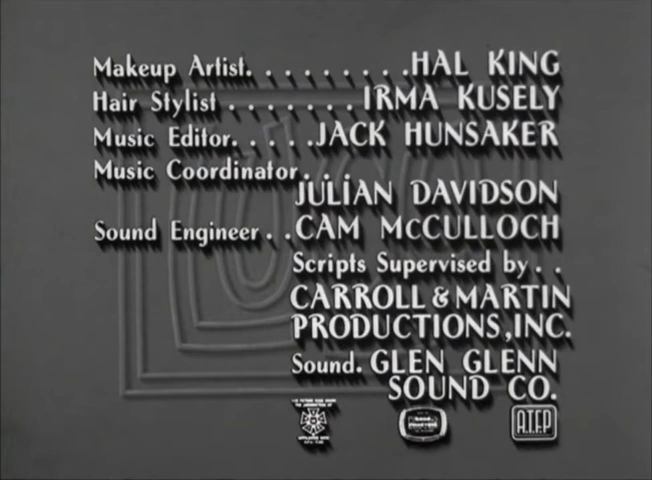 Makeup Artist. . . . . . . . .HAL KING
Hair Stylist . . . . . . . IRMA KUSELY
Music Editor. . . . .JACK HUNSAKER
Music Coordinator. . .
JULIAN DAVIDSON
Sound Engineer . . CAM McCULLOCH
Scripts Supervised by . .
CARROLL & MARTIN
PRODUCTIONS, INC.
Sound. GLEN GLENN
SOUND CO.
A.T.F.P.